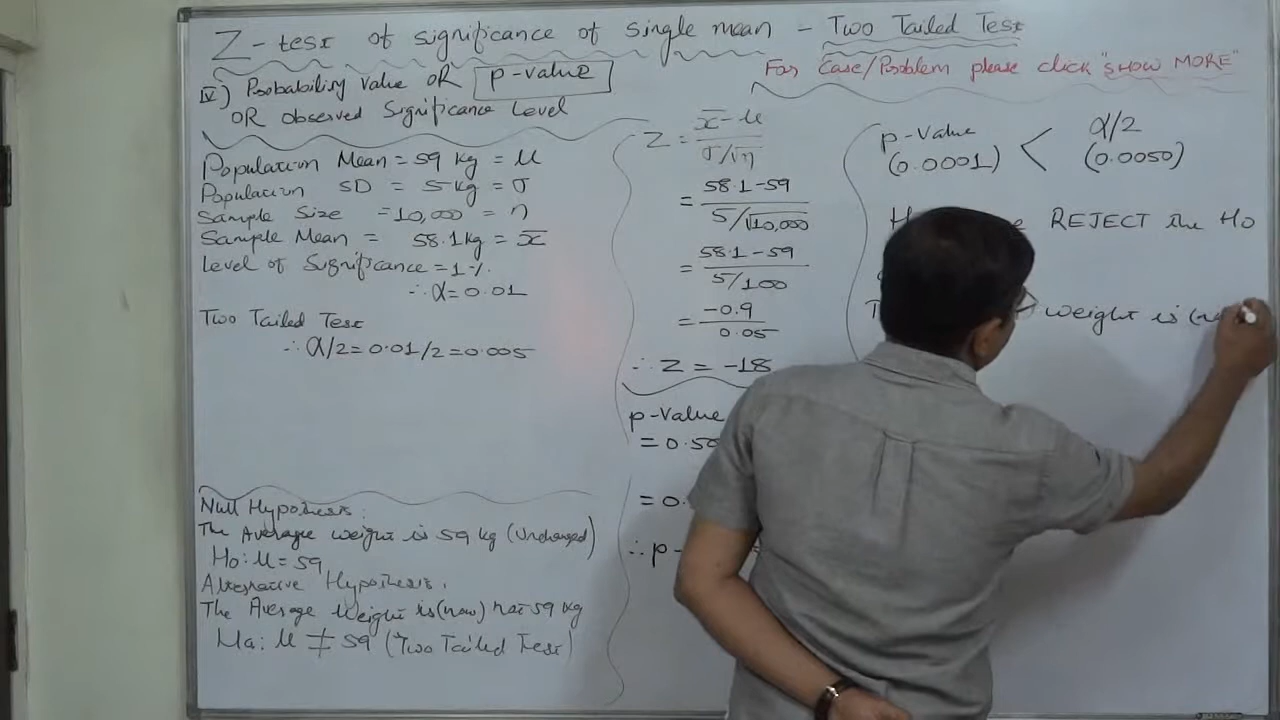 Z - test of significance of single mean - Two Tailed Test
For Case/Problem please click "SHOW MORE"
IV) Probability Value OR p-value
OR Observed Significance Level
Population Mean = 59 kg = μ
Population SD = 5 kg = σ
Sample Size = 10,000 = n
Sample Mean = 58.1 kg = x̄
Level of Significance = 1%.
∴ α = 0.01
Two Tailed Test
∴ α/2 = 0.01/2 = 0.005
Null Hypothesis:
The Average weight is 59 kg (Unchanged)
Ho: μ = 59
Alternative Hypothesis.
The Average Weight is (now) not 59 kg
Ha: μ ≠ 59 (Two Tailed Test)
Z = x̄ - μ / σ/√n
= 58.1 - 59 / 5/√10,000
= 58.1 - 59 / 5/100
= -0.9 / 0.05
∴ Z = -18
p-Value
= 0.50
= 0.
∴ p-
p-Value < α/2
(0.0001) (0.0050)
REJECT the Ho
weight is (no